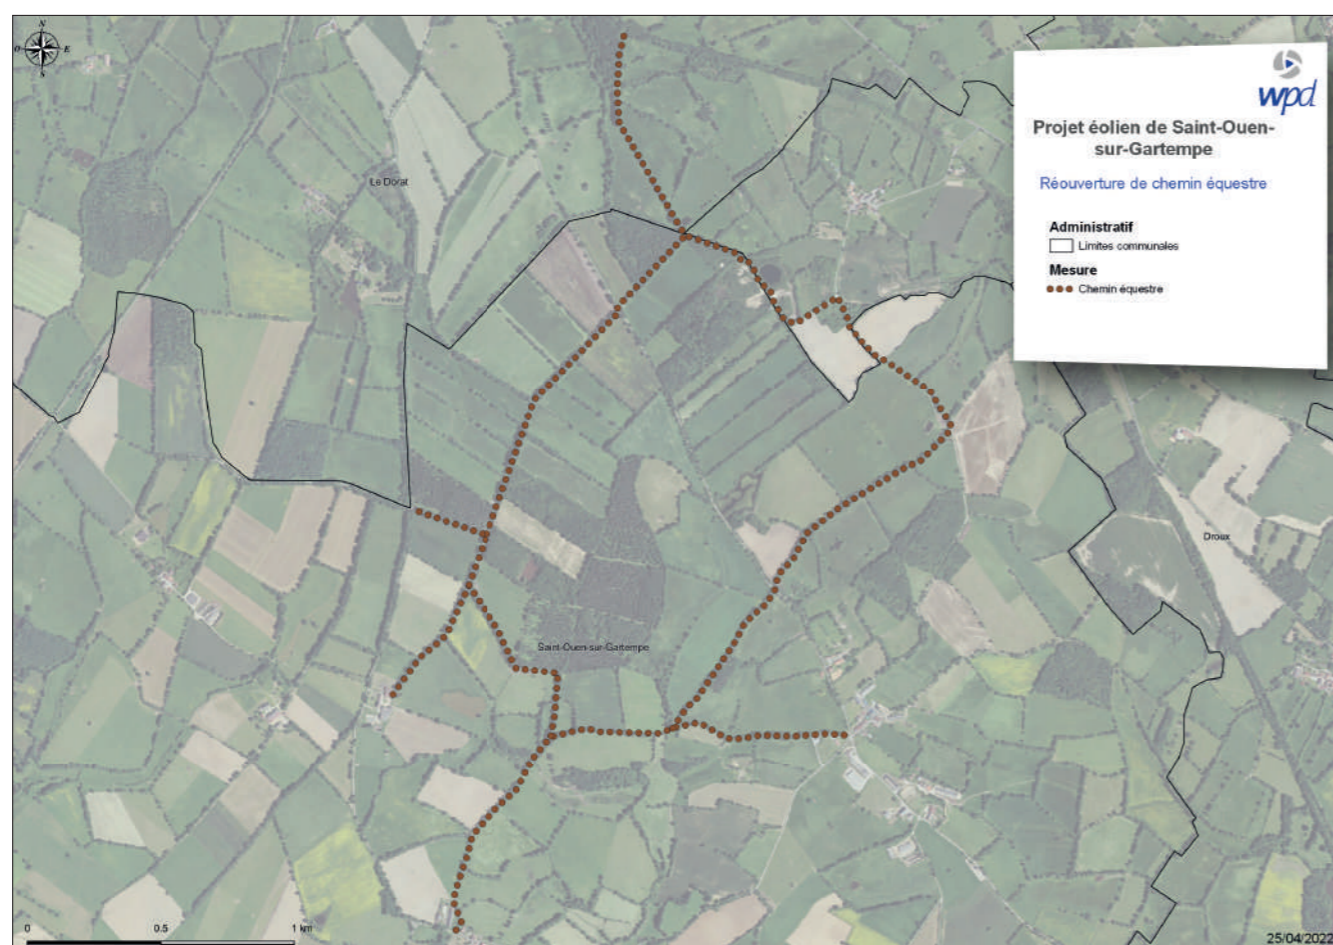 N
O
E
S
wpd
Projet éolien de Saint-Ouen-
sur-Gartempe
Réouverture de chemin équestre
Administratif
Limites communales
Mesure
Chemin équestre
Le Dorat
Droux
Saint-Ouen-sur-Gartempe
0 0.5 1 km
25/04/2022